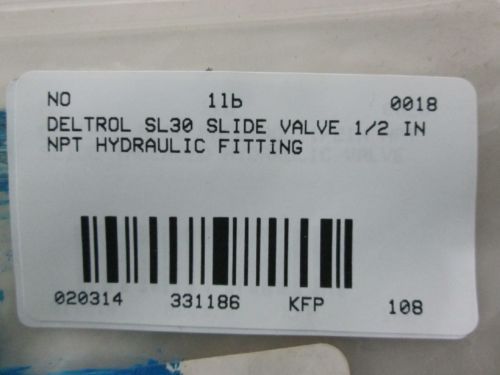 NO 1lb 0018
DELTROL SL30 SLIDE VALVE 1/2 IN
NPT HYDRAULIC FITTING
020314 331186 KFP 108